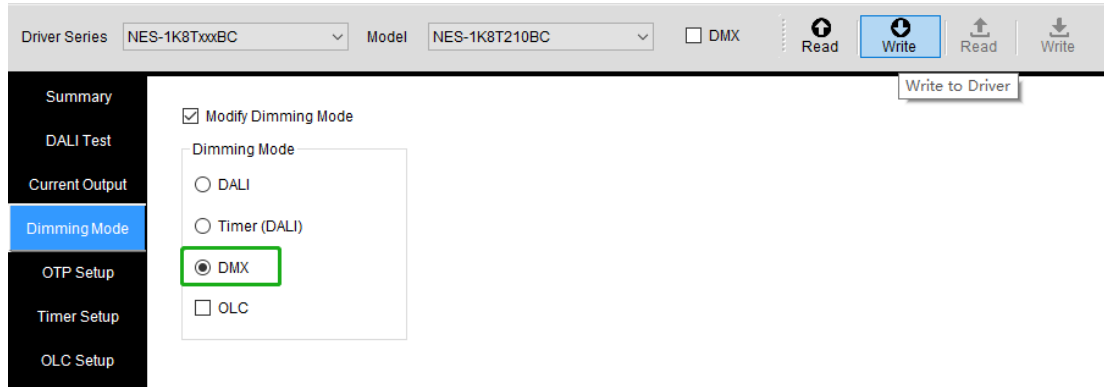 Driver Series NES-1K8TxxxBC Model NES-1K8T210BC DMX Read Write Read Write
Write to Driver
Summary
Modify Dimming Mode
DALI Test
Dimming Mode
Current Output
DALI
Dimming Mode
Timer (DALI)
OTP Setup
DMX
Timer Setup
OLC
OLC Setup